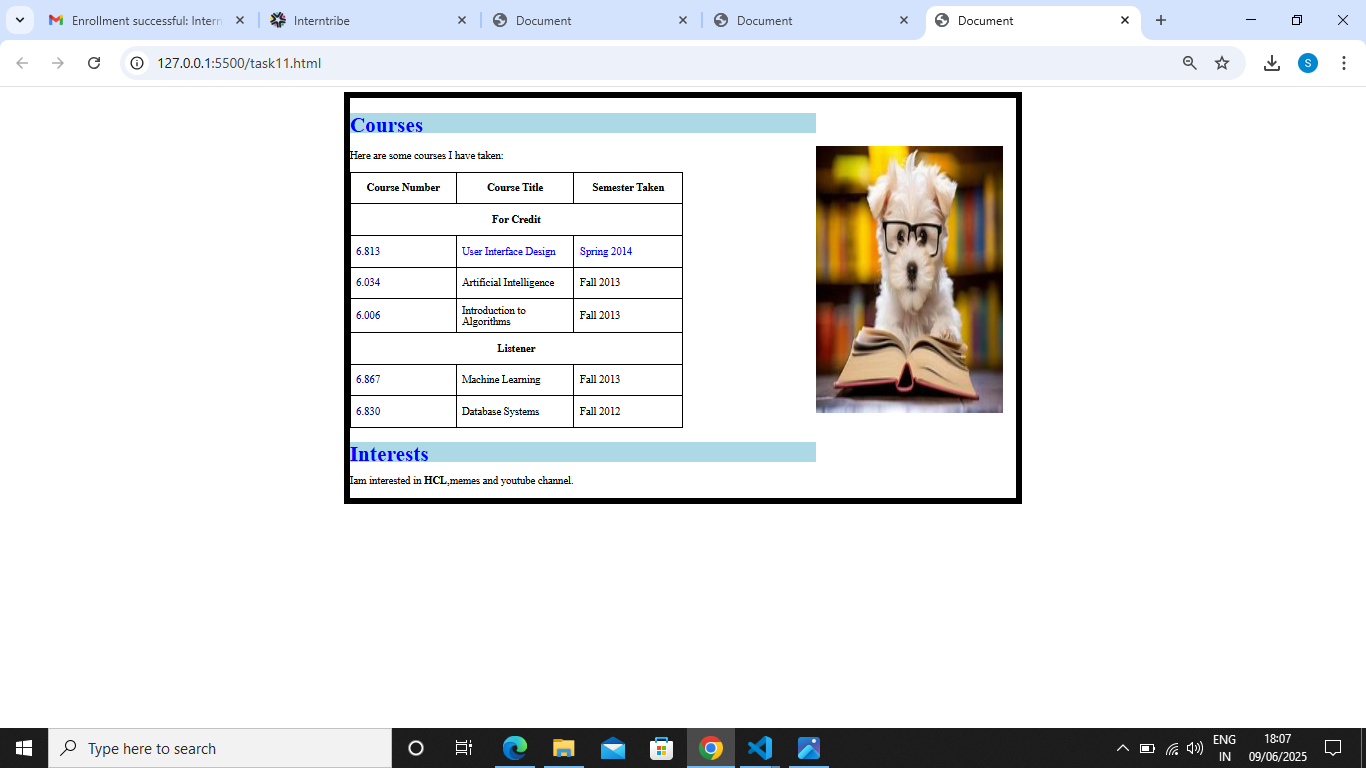 Enrollment successful: Intern
Interntribe
Document
Document
Document
127.0.0.1:5500/task11.html
S
Courses
Here are some courses I have taken:
Course Number Course Title Semester Taken
For Credit
6.813 User Interface Design Spring 2014
6.034 Artificial Intelligence Fall 2013
6.006 Introduction to Algorithms Fall 2013
Listener
6.867 Machine Learning Fall 2013
6.830 Database Systems Fall 2012
Interests
Iam interested in HCL,memes and youtube channel.
Type here to search
ENG
IN
18:07
09/06/2025